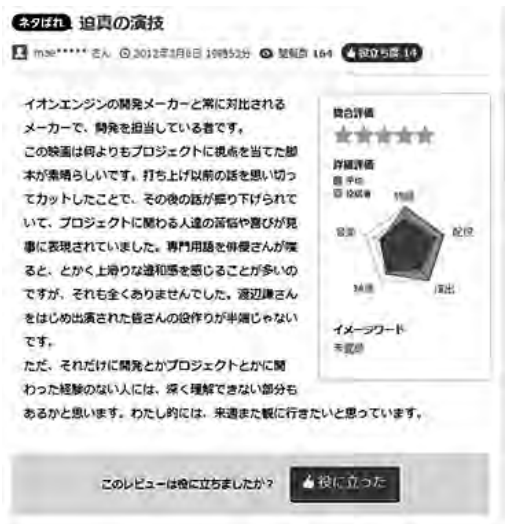 ネタばれ 迫真の演技
mae***** さん 2012年3月6日 19時52分 閲覧数 164 役立ち度 14
イオンエンジンの開発メーカーと常に対比される
メーカーで、開発を担当している者です。
この映画は何よりもプロジェクトに視点を当てた脚
本が素晴らしいです。打ち上げ以前の話を思い切っ
てカットしたことで、その後の話が掘り下げられて
いて、プロジェクトに関わる人達の苦悩や喜びが見
事に表現されていました。専門用語を俳優さんが喋
ると、とかく上滑りな違和感を感じることが多いの
ですが、それも全くありませんでした。渡辺謙さん
をはじめ出演された皆さんの役作りが半端じゃない
です。
ただ、それだけに開発とかプロジェクトとかに関
わった経験のない人には、深く理解できない部分も
あるかと思います。わたし的には、来週また観に行きたいと思っています。
総合評価
詳細評価
平均
投稿者
物語
配役
演出
映像
音楽
イメージワード
未登録
このレビューは役に立ちましたか？
役に立った